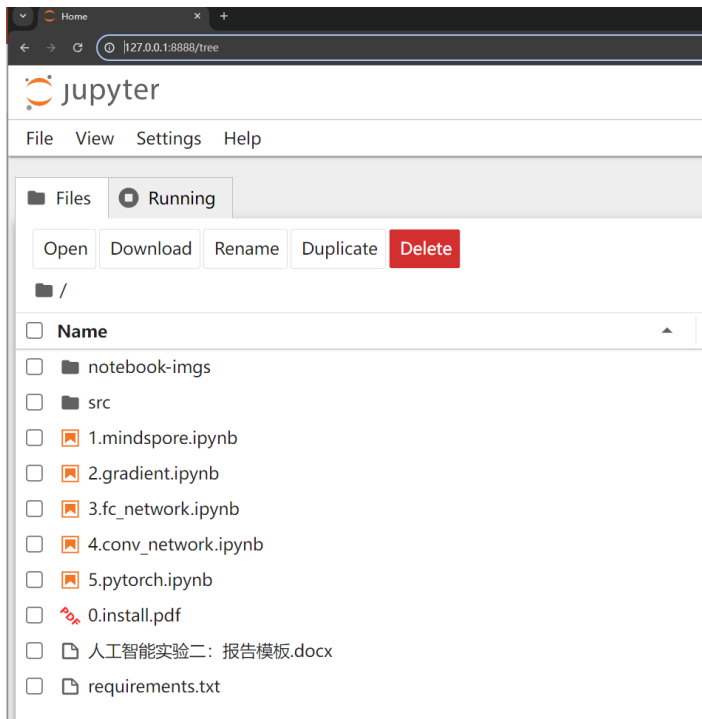 Home
127.0.0.1:8888/tree
jupyter
File View Settings Help
Files Running
Open Download Rename Duplicate Delete
/
Name
notebook-imgs
src
1.mindspore.ipynb
2.gradient.ipynb
3.fc_network.ipynb
4.conv_network.ipynb
5.pytorch.ipynb
PDF 0.install.pdf
人工智能实验二：报告模板.docx
requirements.txt